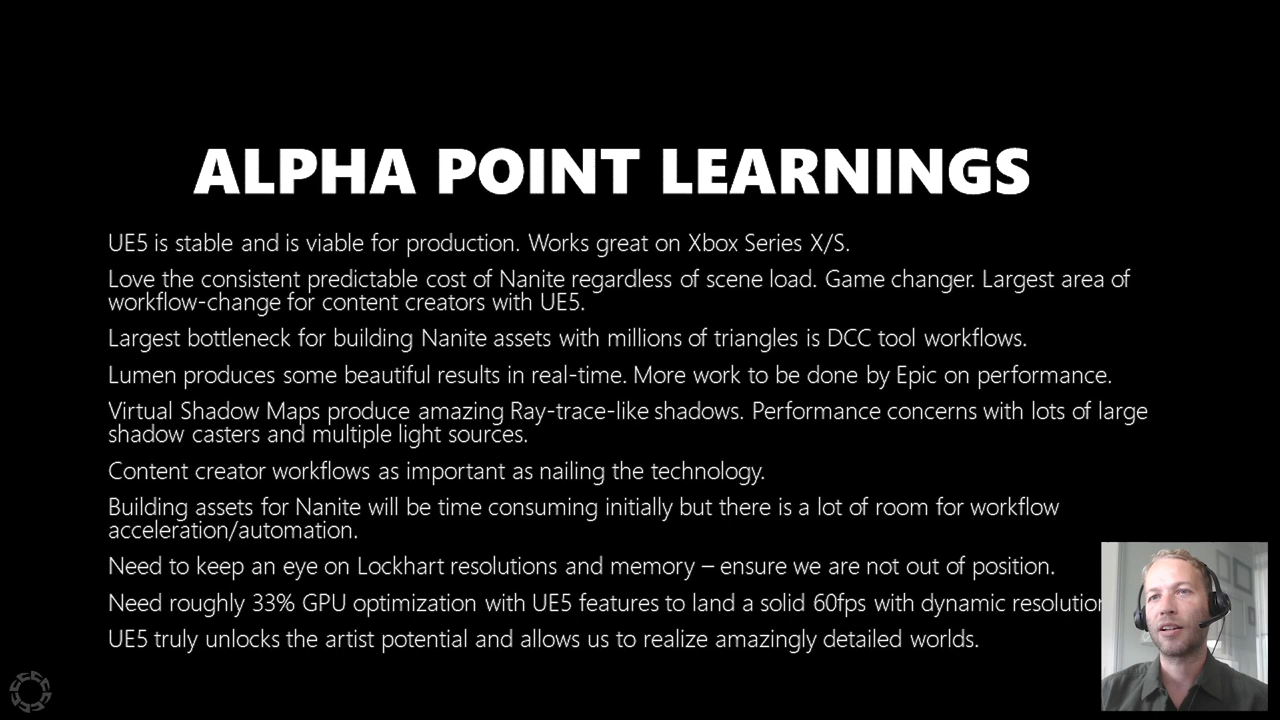 ALPHA POINT LEARNINGS
UE5 is stable and is viable for production. Works great on Xbox Series X/S.
Love the consistent predictable cost of Nanite regardless of scene load. Game changer. Largest area of
workflow-change for content creators with UE5.
Largest bottleneck for building Nanite assets with millions of triangles is DCC tool workflows.
Lumen produces some beautiful results in real-time. More work to be done by Epic on performance.
Virtual Shadow Maps produce amazing Ray-trace-like shadows. Performance concerns with lots of large
shadow casters and multiple light sources.
Content creator workflows as important as nailing the technology.
Building assets for Nanite will be time consuming initially but there is a lot of room for workflow
acceleration/automation.
Need to keep an eye on Lockhart resolutions and memory – ensure we are not out of position.
Need roughly 33% GPU optimization with UE5 features to land a solid 60fps with dynamic resolution
UE5 truly unlocks the artist potential and allows us to realize amazingly detailed worlds.